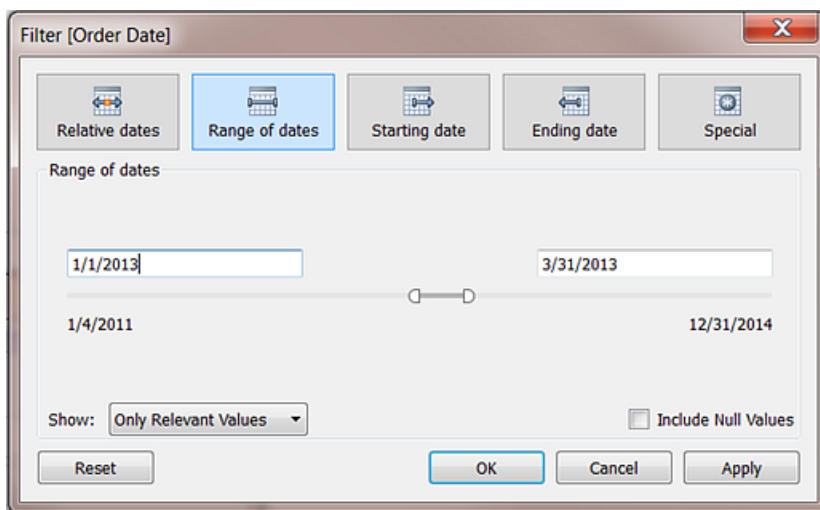 Filter [Order Date]
Relative dates
Range of dates
Starting date
Ending date
Special
Range of dates
1/1/2013
3/31/2013
1/4/2011
12/31/2014
Show:
Only Relevant Values
Include Null Values
Reset
OK
Cancel
Apply